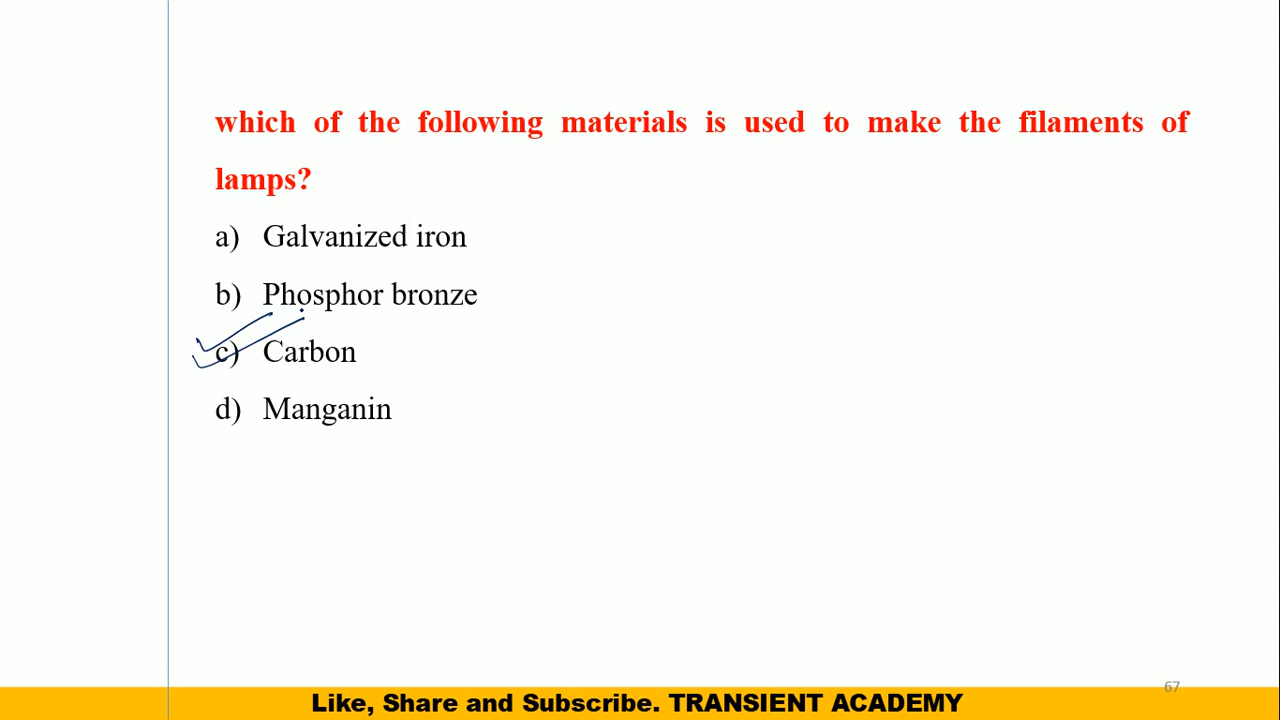 which of the following materials is used to make the filaments of
lamps?
a) Galvanized iron
b) Phosphor bronze
c) Carbon
d) Manganin
67
Like, Share and Subscribe. TRANSIENT ACADEMY